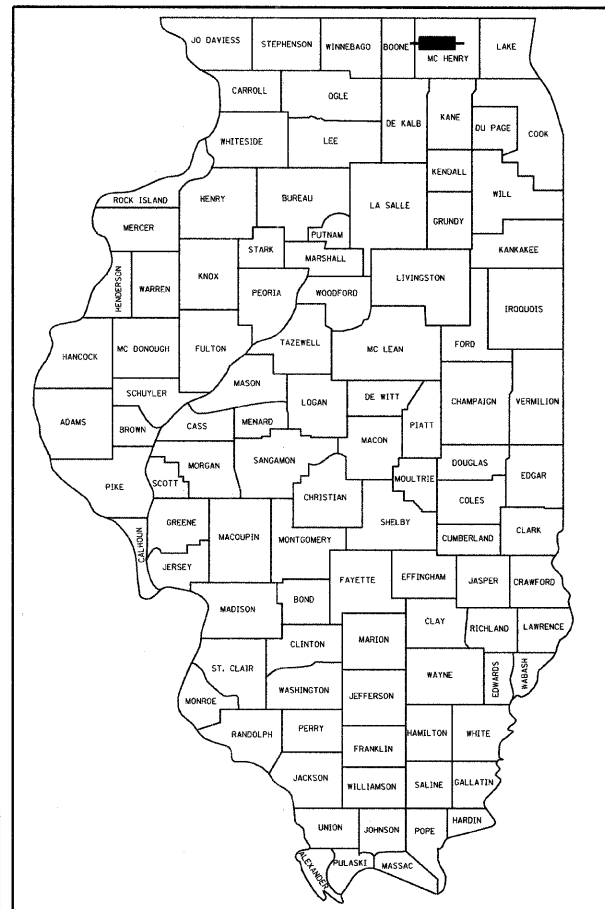 JO DAVIESS
STEPHENSON
WINNEBAGO
BOONE
MC HENRY
LAKE
CARROLL
OGLE
DE KALB
KANE
DU PAGE
COOK
WHITESIDE
LEE
KENDALL
WILL
ROCK ISLAND
HENRY
BUREAU
LA SALLE
GRUNDY
MERCER
PUTNAM
STARK
MARSHALL
KANKAKEE
HENDERSON
WARREN
KNOX
PEORIA
WOODFORD
LIVINGSTON
IROQUOIS
HANCOCK
MC DONOUGH
FULTON
TAZEWELL
MC LEAN
FORD
SCHUYLER
MASON
LOGAN
DE WITT
CHAMPAIGN
VERMILION
ADAMS
BROWN
CASS
MENARD
MACON
PIATT
PIKE
SCOTT
MORGAN
SANGAMON
CHRISTIAN
MOULTRIE
DOUGLAS
EDGAR
COLES
CALHOUN
GREENE
MACOUPIN
MONTGOMERY
SHELBY
CUMBERLAND
CLARK
JERSEY
FAYETTE
EFFINGHAM
JASPER
CRAWFORD
MADISON
BOND
CLAY
RICHLAND
LAWRENCE
CLINTON
MARION
ST. CLAIR
WAYNE
EDWARDS
WABASH
WASHINGTON
JEFFERSON
MONROE
RANDOLPH
PERRY
HAMILTON
WHITE
FRANKLIN
JACKSON
WILLIAMSON
SALINE
GALLATIN
UNION
JOHNSON
POPE
HARDIN
ALEXANDER
PULASKI
MASSAC